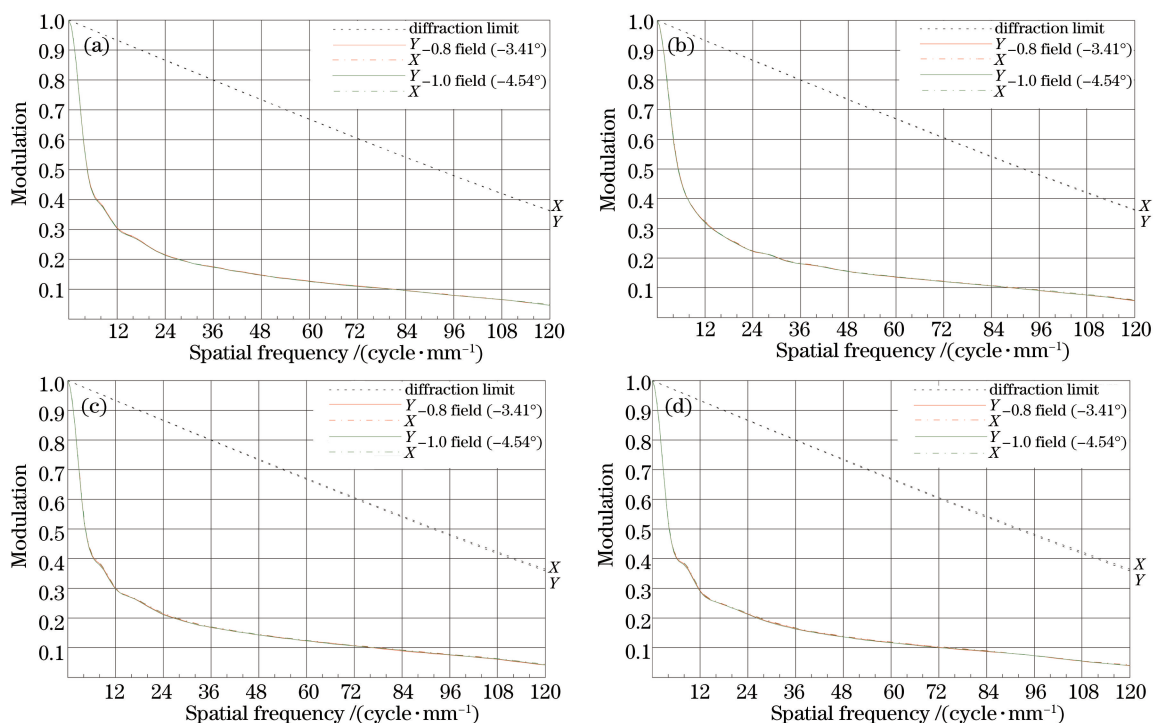 (a)
diffraction limit
Y
-0.8 field (-3.41°)
X
Y
-1.0 field (-4.54°)
X
Modulation
1.0
0.9
0.8
0.7
0.6
0.5
0.4
0.3
0.2
0.1
X
Y
12 24 36 48 60 72 84 96 108 120
Spatial frequency /(cycle·mm⁻¹)
(b)
diffraction limit
Y
-0.8 field (-3.41°)
X
Y
-1.0 field (-4.54°)
X
Modulation
1.0
0.9
0.8
0.7
0.6
0.5
0.4
0.3
0.2
0.1
X
Y
12 24 36 48 60 72 84 96 108 120
Spatial frequency /(cycle·mm⁻¹)
(c)
diffraction limit
Y
-0.8 field (-3.41°)
X
Y
-1.0 field (-4.54°)
X
Modulation
1.0
0.9
0.8
0.7
0.6
0.5
0.4
0.3
0.2
0.1
X
Y
12 24 36 48 60 72 84 96 108 120
Spatial frequency /(cycle·mm⁻¹)
(d)
diffraction limit
Y
-0.8 field (-3.41°)
X
Y
-1.0 field (-4.54°)
X
Modulation
1.0
0.9
0.8
0.7
0.6
0.5
0.4
0.3
0.2
0.1
X
Y
12 24 36 48 60 72 84 96 108 120
Spatial frequency /(cycle·mm⁻¹)